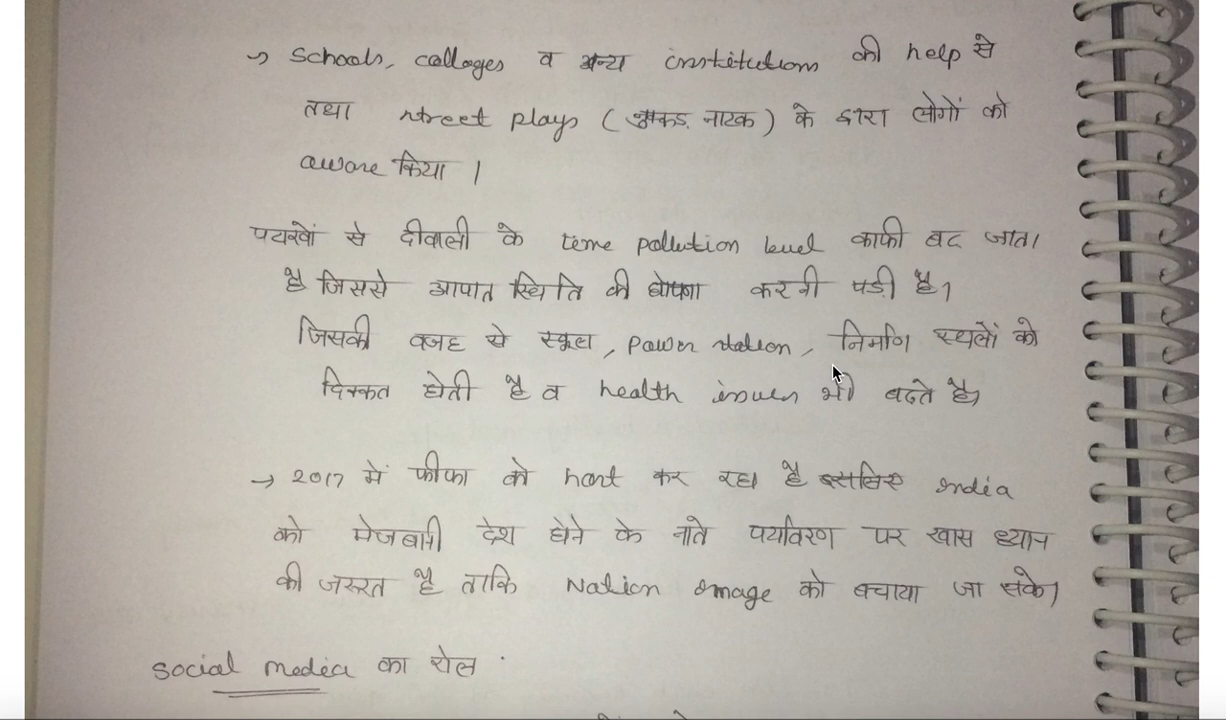 → Schools, colleges व अन्य institutions की help से
तथा street plays (नुक्कड़ नाटक) के द्वारा लोगों को
aware किया ।
पटाखों से दीवाली के time pollution level काफी बढ जाता
है जिससे आपात स्थिति की घोषणा करनी पड़ी है।
जिसकी वजह से स्कूल, power station, निर्माण स्थलों को
दिक्कत होती है व health issues भी बढते है।
→ 2017 में फीफा को host कर रहा है इसलिए India
को मेजबानी देश होने के नाते पर्यावरण पर खास ध्यान
की जरूरत है ताकि Nation image को बचाया जा सके।
Social media का रोल